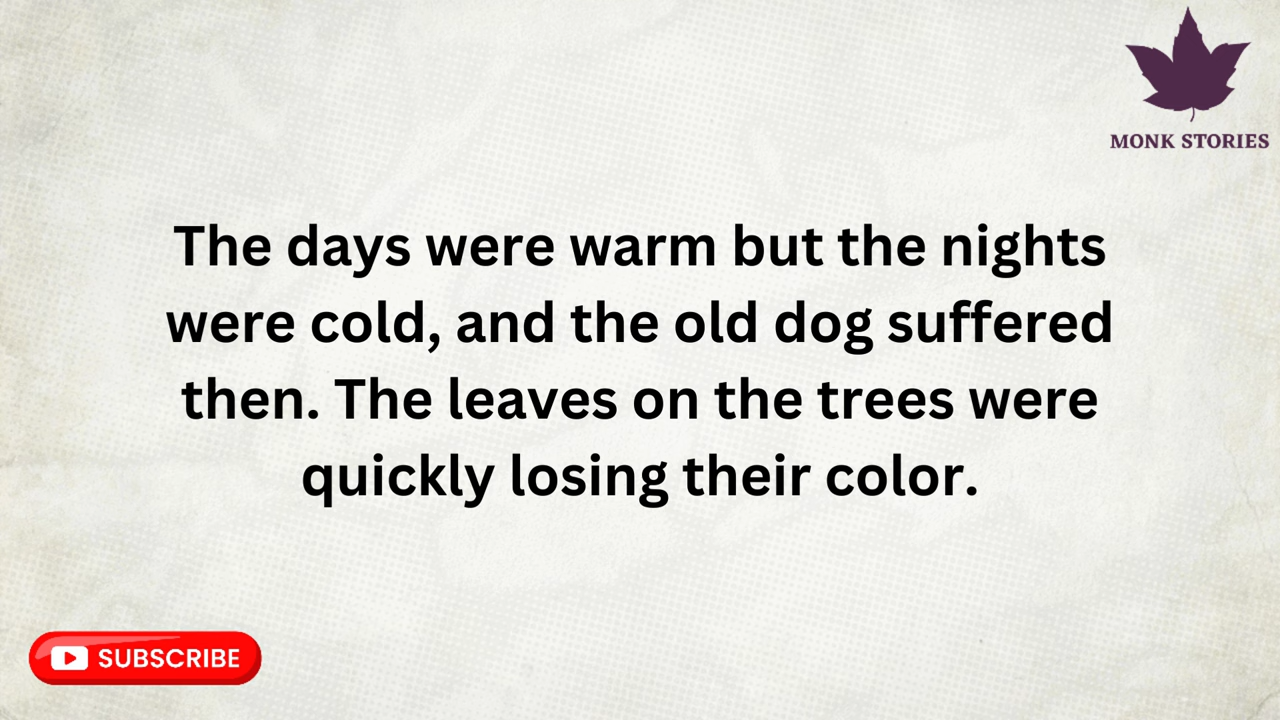 MONK STORIES
The days were warm but the nights
were cold, and the old dog suffered
then. The leaves on the trees were
quickly losing their color.
SUBSCRIBE